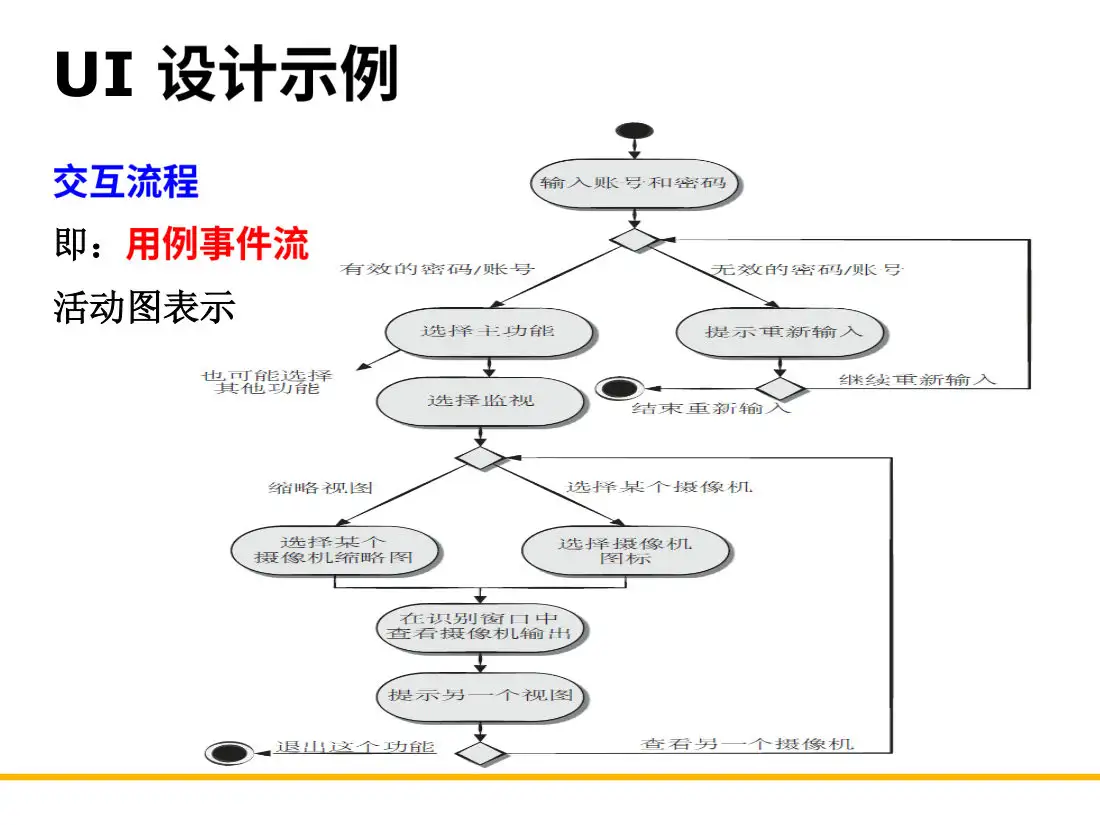 UI 设计示例
交互流程
即：用例事件流
活动图表示
输入账号和密码
有效的密码/账号
无效的密码/账号
选择主功能
提示重新输入
也可能选择
其他功能
继续重新输入
选择监视
结束重新输入
缩略视图
选择某个摄像机
选择某个
摄像机缩略图
选择摄像机
图标
在识别窗口中
查看摄像机输出
提示另一个视图
退出这个功能
查看另一个摄像机